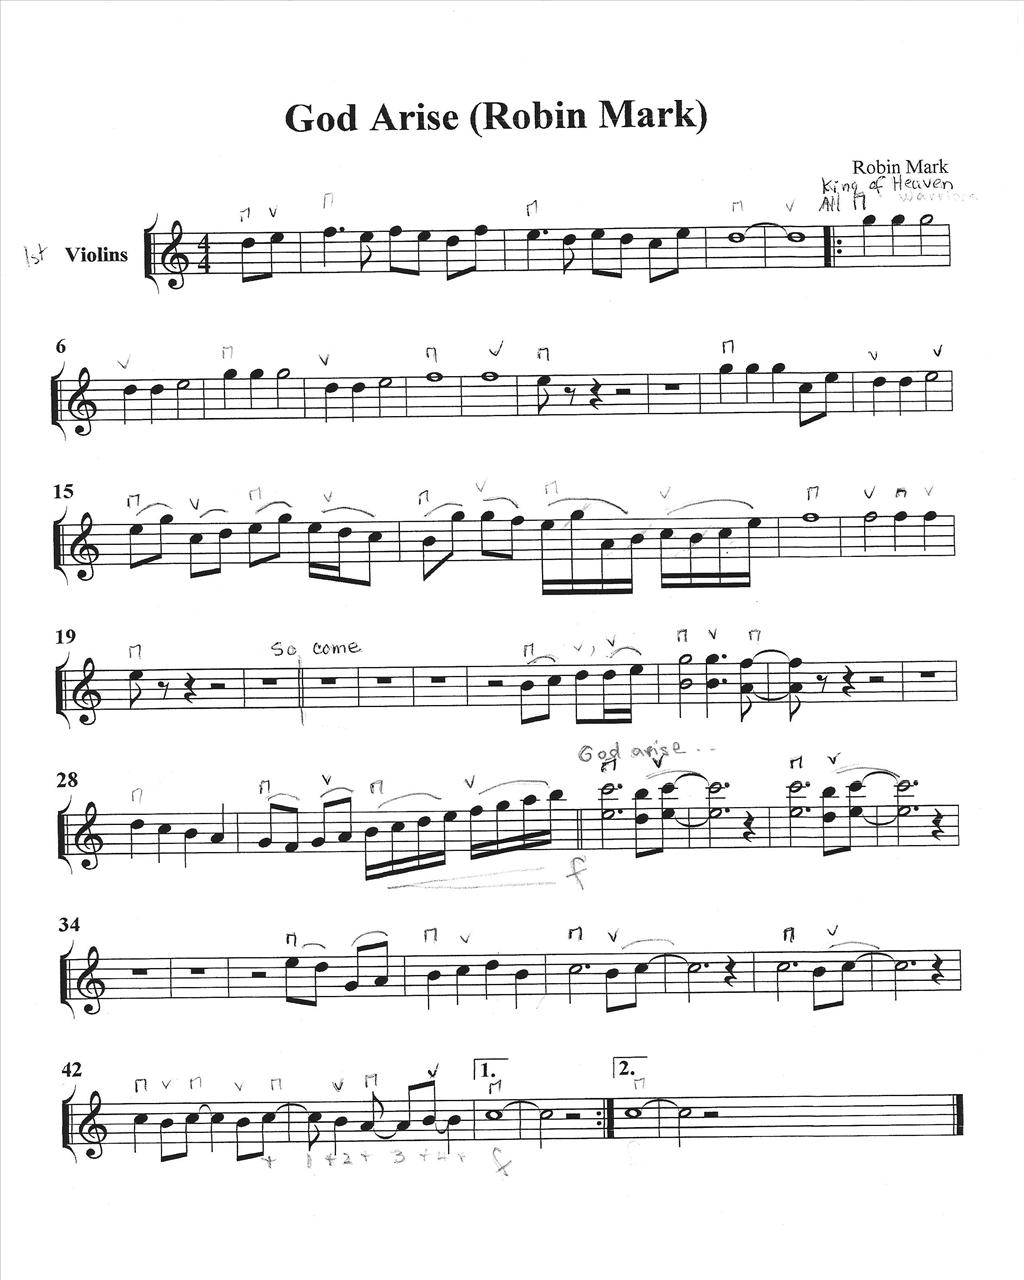 God Arise (Robin Mark)
Robin Mark
King of Heaven
All warriors
1st Violins
6
15
19
So come
28
God arise...
f
34
42
1.
2.
+ 1 + 2 + 3 + 4 +